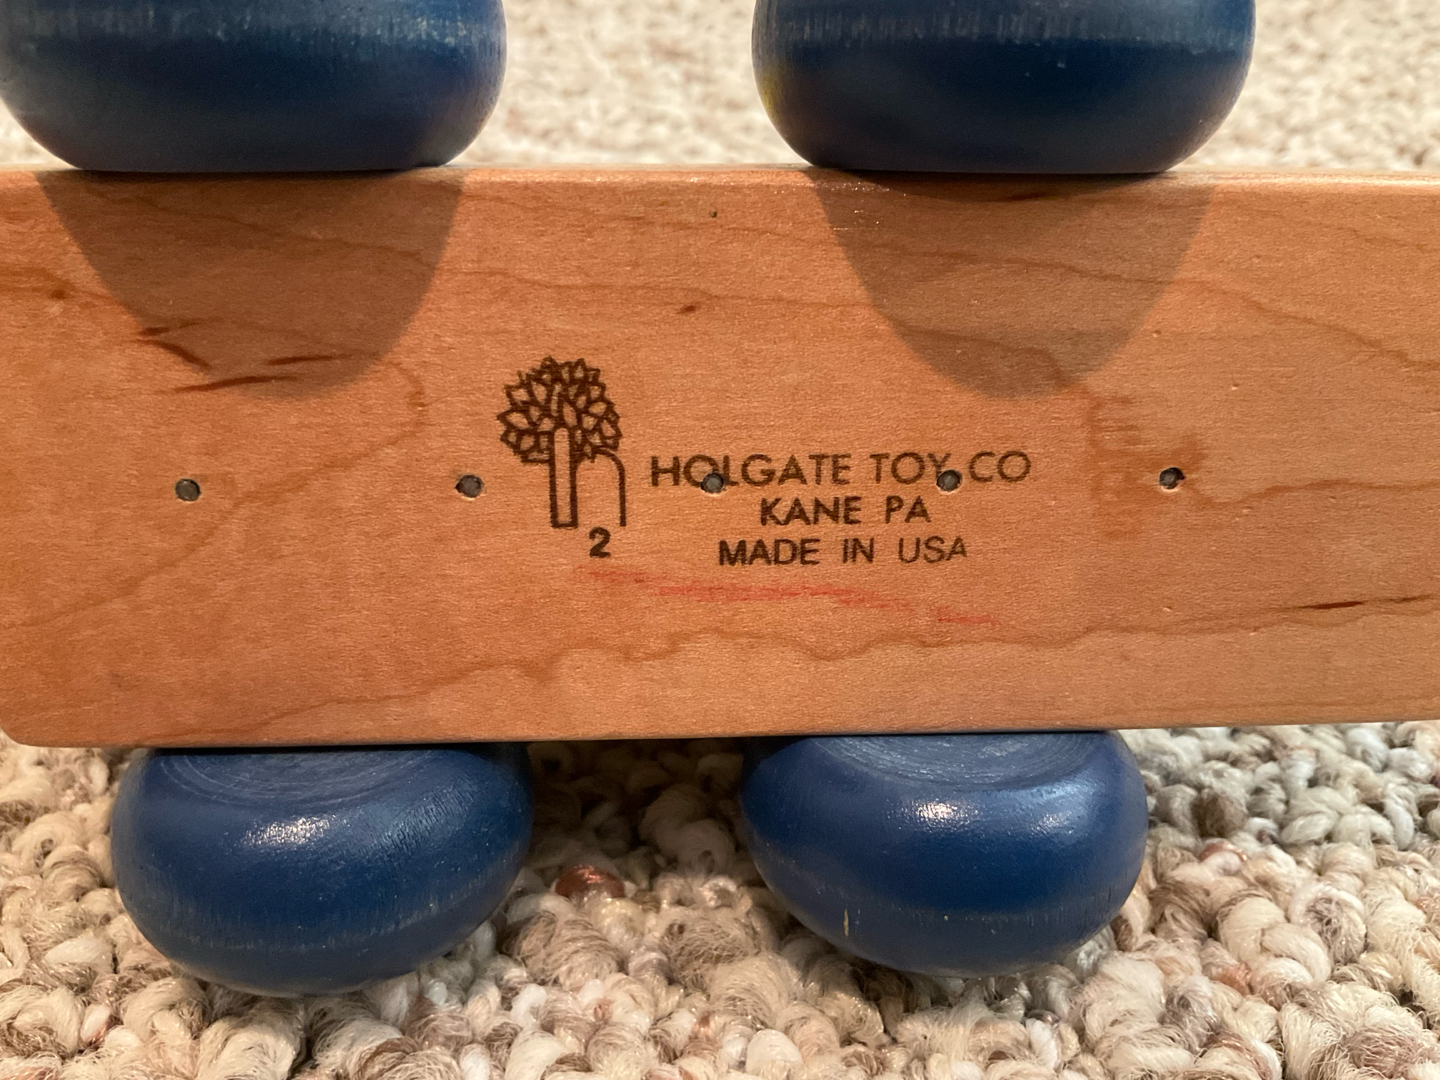 HOLGATE TOY CO
KANE PA
2
MADE IN USA